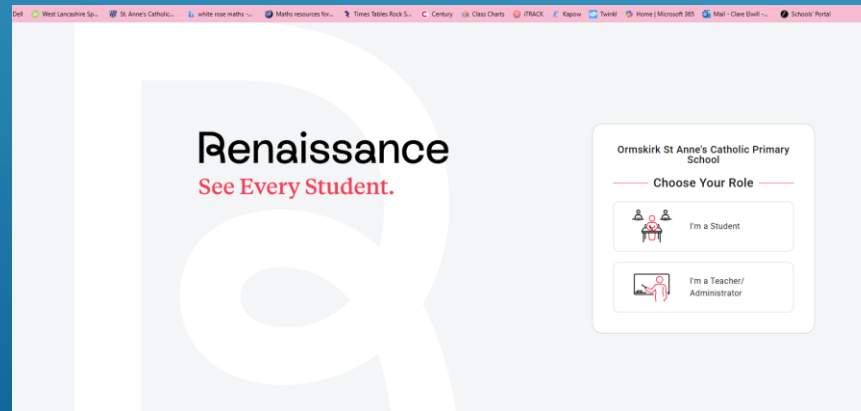 Dell West Lancashire Sp... St. Anne's Catholic... white rose maths -... Maths resources for... Times Tables Rock S... Century Class Charts iTRACK Kapow Twinkl Home | Microsoft 365 Mail - Clare Elwill -... Schools' Portal
Renaissance
See Every Student.
Ormskirk St Anne's Catholic Primary
School
Choose Your Role
I'm a Student
I'm a Teacher/
Administrator